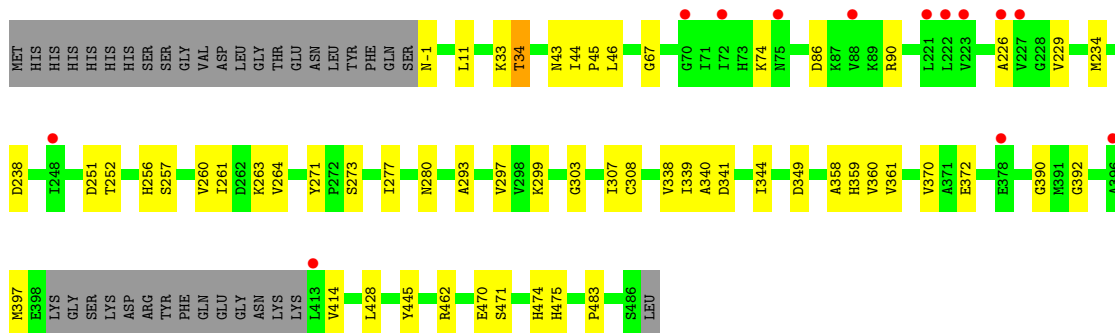 MET HIS HIS HIS HIS HIS HIS SER SER GLY VAL ASP LEU GLY THR GLU ASN LEU TYR PHE GLN SER N-1 L11 K33 T34 N43 I44 P45 L46 G67 G70 I71 I72 H73 K74 N75 D86 K87 V88 K89 R90 L221 L222 V223 A226 V227 G228 V229 M234
D238 I248 D251 T252 H256 S257 V260 I261 D262 K263 V264 Y271 P272 S273 I277 N280 A293 V297 V298 K299 G303 I307 C308 V338 I339 A340 D341 I344 D349 A358 H359 V360 V361 V370 A371 E372 E378 G390 M391 G392 A396
M397 E398 LYS GLY SER LYS ASP ARG TYR PHE GLN GLU GLY ASN LYS LYS L413 V414 L428 Y445 R462 E470 S471 H474 H475 P483 S486 LEU